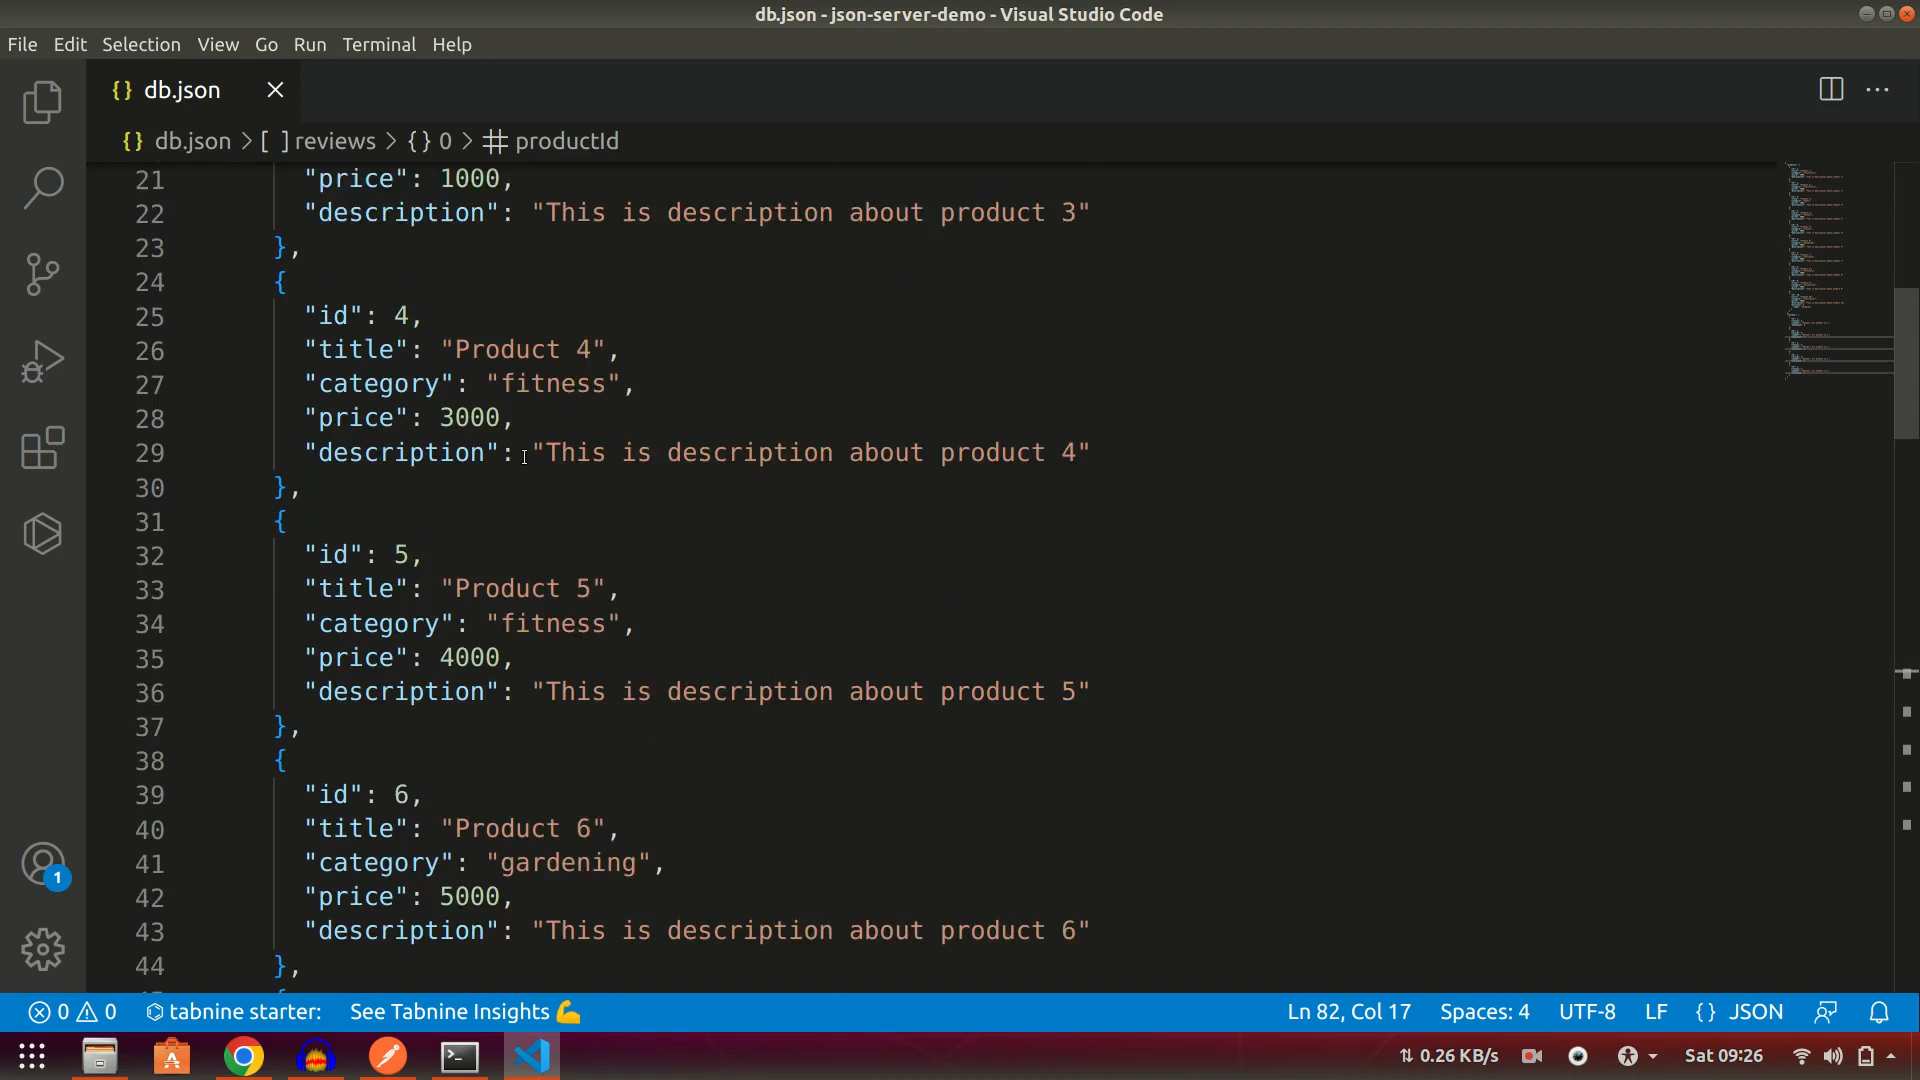 db.json - json-server-demo - Visual Studio Code
File Edit Selection View Go Run Terminal Help
{} db.json
{} db.json > [ ] reviews > {} 0 > productId
21 "price": 1000,
22 "description": "This is description about product 3"
23 },
24 {
25 "id": 4,
26 "title": "Product 4",
27 "category": "fitness",
28 "price": 3000,
29 "description": "This is description about product 4"
30 },
31 {
32 "id": 5,
33 "title": "Product 5",
34 "category": "fitness",
35 "price": 4000,
36 "description": "This is description about product 5"
37 },
38 {
39 "id": 6,
40 "title": "Product 6",
41 "category": "gardening",
42 "price": 5000,
43 "description": "This is description about product 6"
44 },
1
0 0 tabnine starter: See Tabnine Insights Ln 82, Col 17 Spaces: 4 UTF-8 LF {} JSON
0.26 KB/s Sat 09:26